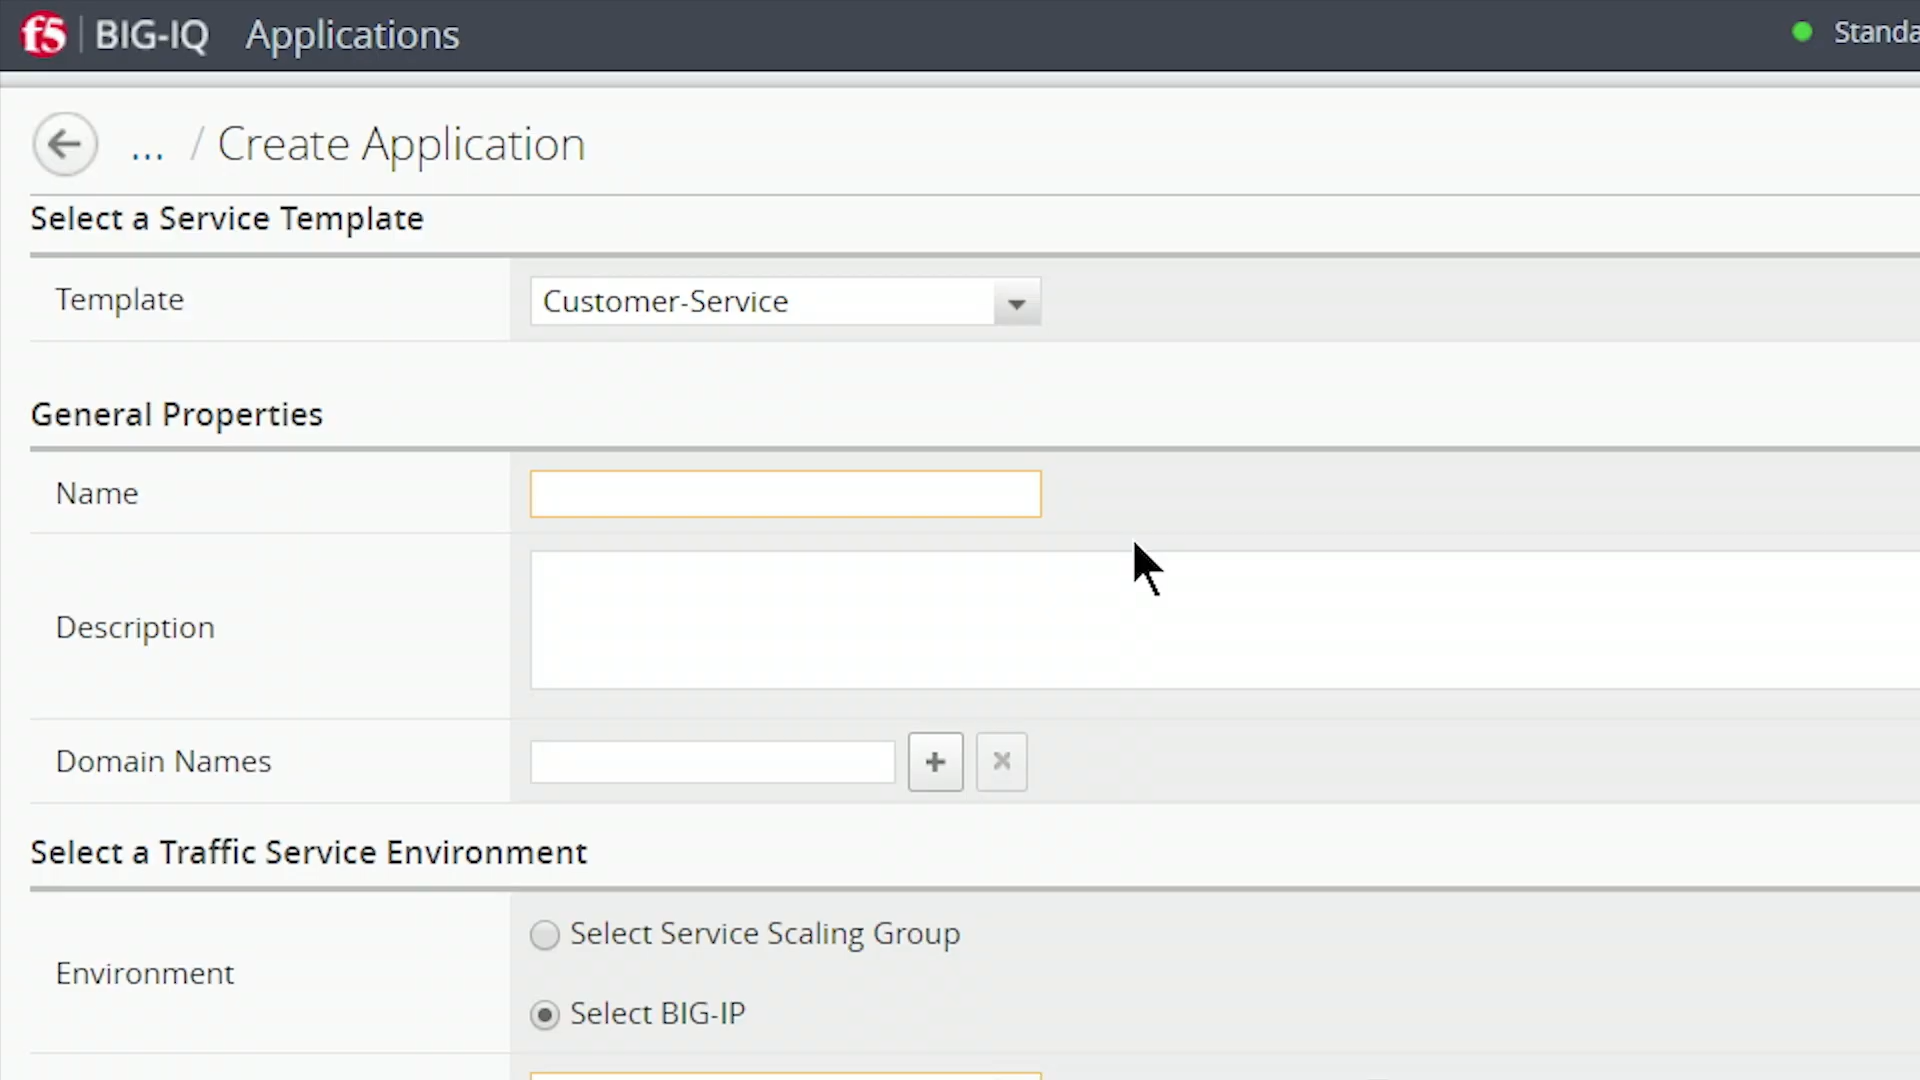 f5 BIG-IQ Applications
... / Create Application
Select a Service Template
Template Customer-Service
General Properties
Name
Description
Domain Names
Select a Traffic Service Environment
Environment
Select Service Scaling Group
Select BIG-IP